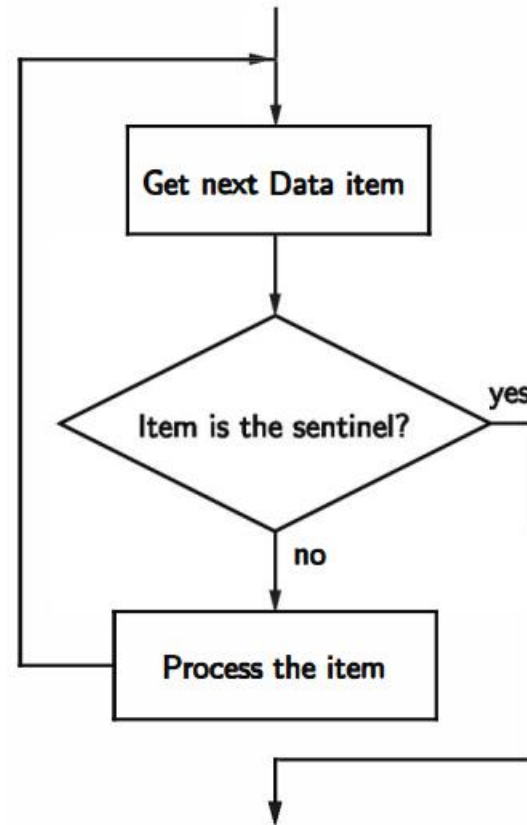 Get next Data item
Item is the sentinel?
yes
no
Process the item